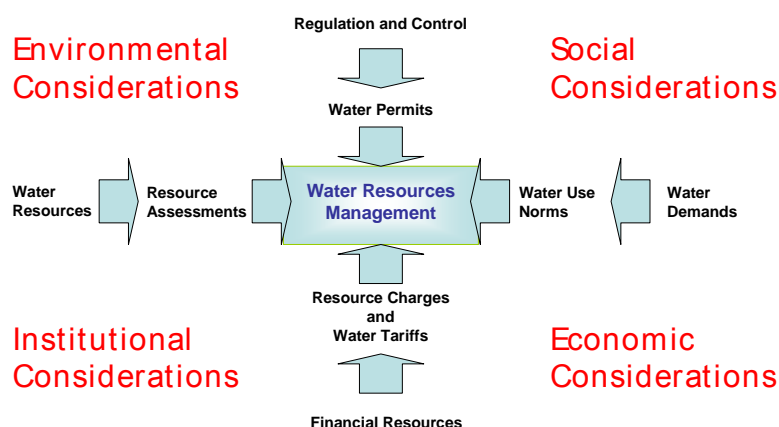 Regulation and Control
Environmental
Considerations
Social
Considerations
Water Permits
Water
Resources
Resource
Assessments
Water Resources
Management
Water Use
Norms
Water
Demands
Resource Charges
and
Water Tariffs
Institutional
Considerations
Economic
Considerations
Financial Resources